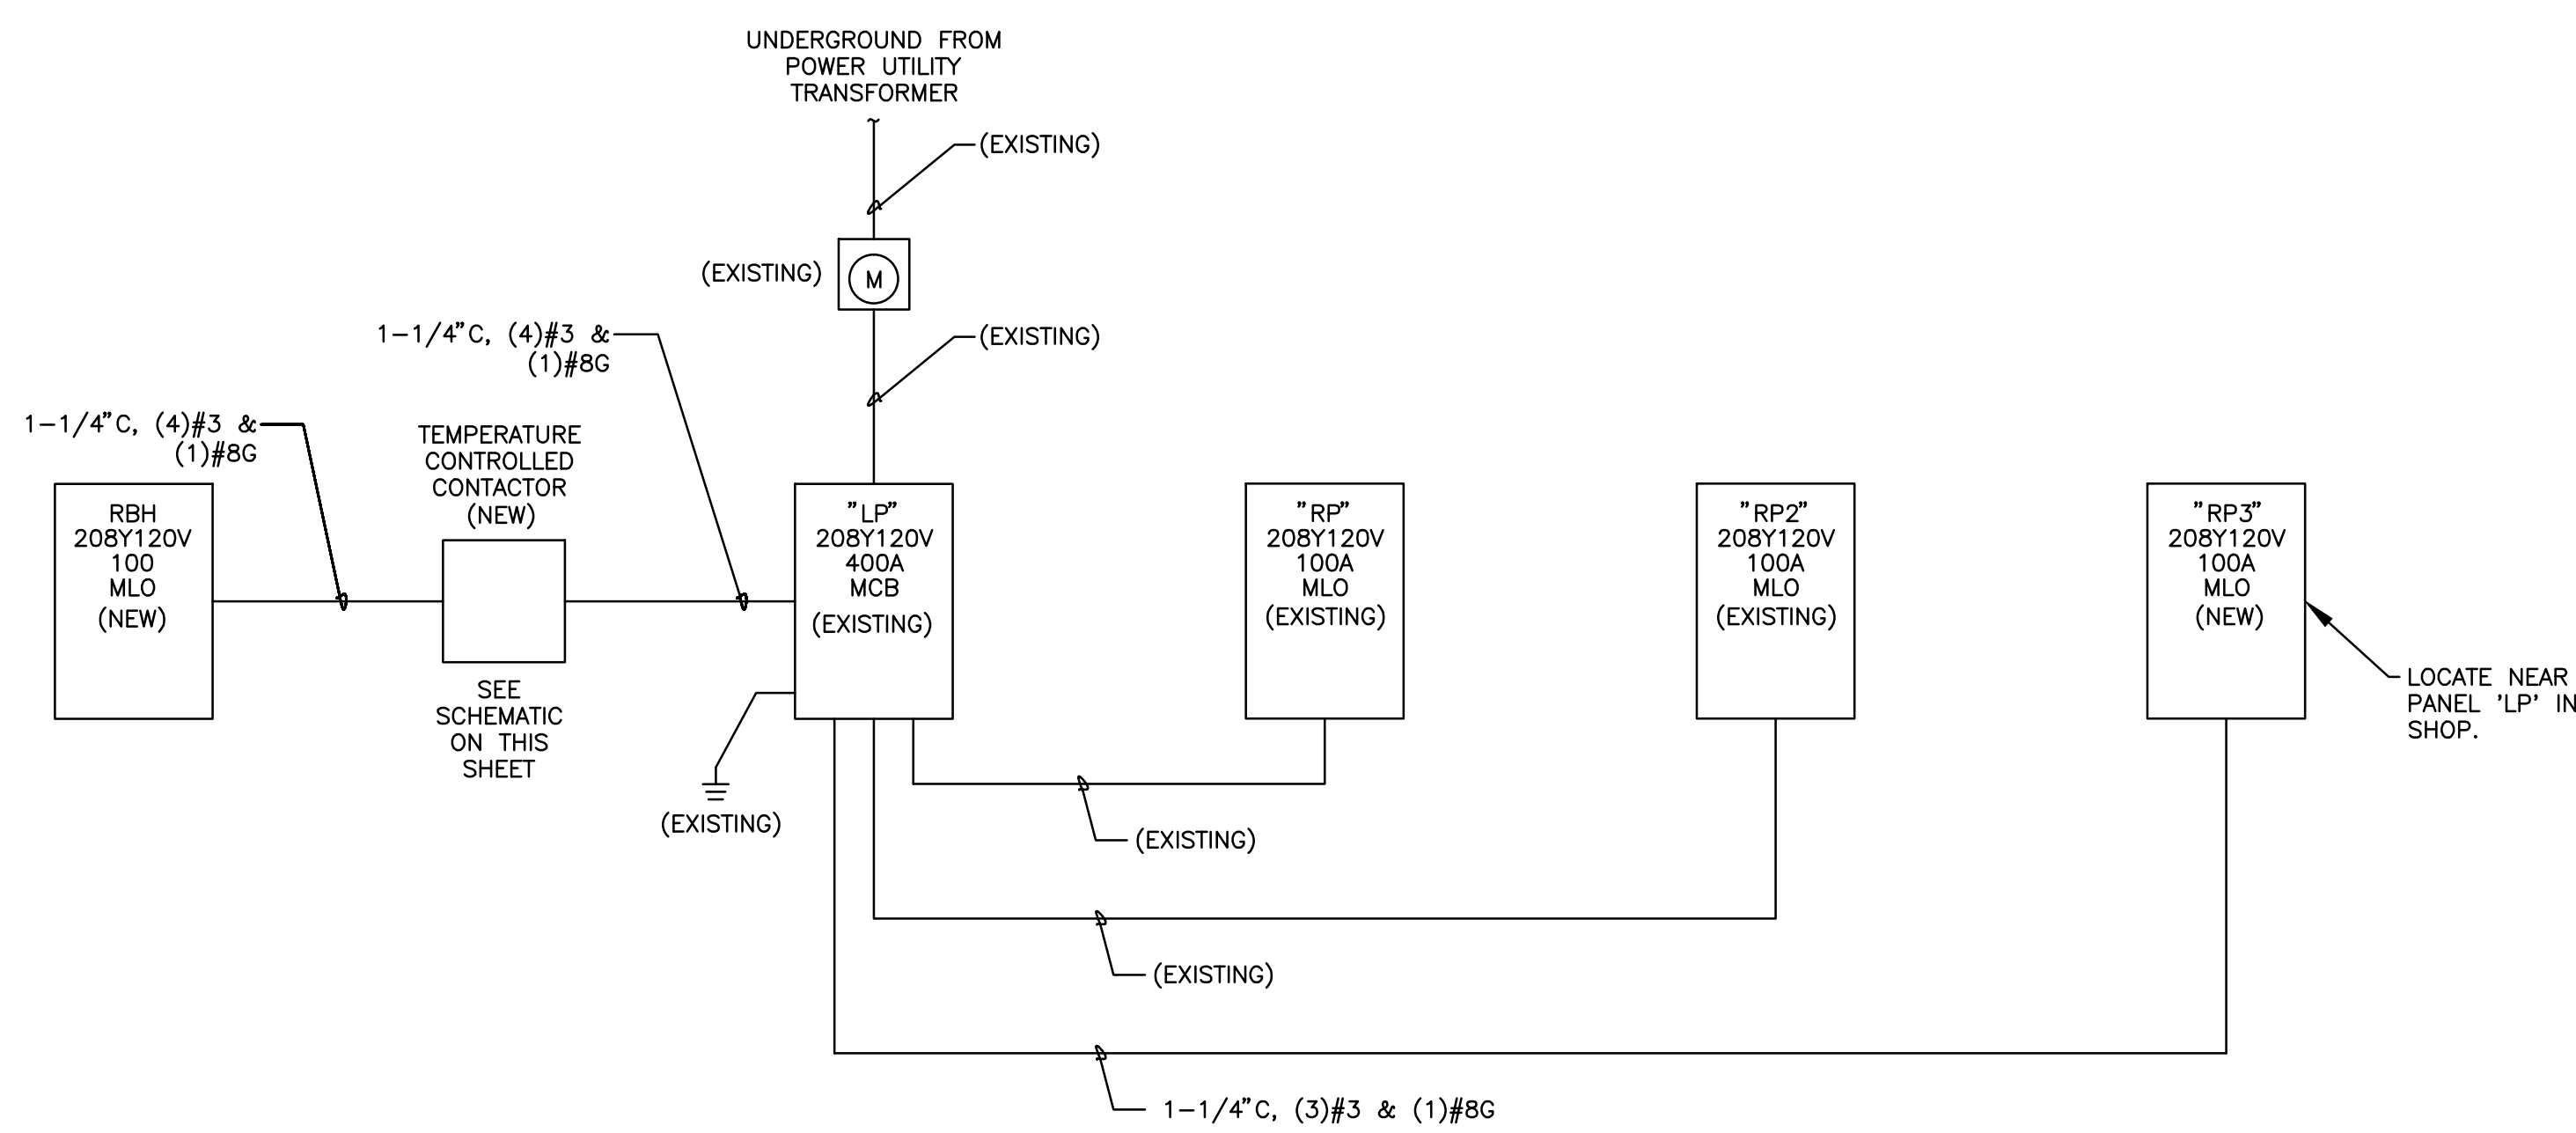 UNDERGROUND FROM
POWER UTILITY
TRANSFORMER
(EXISTING)
(EXISTING)
M
(EXISTING)
1-1/4"C, (4)#3 &
(1)#8G
1-1/4"C, (4)#3 &
(1)#8G
TEMPERATURE
CONTROLLED
CONTACTOR
(NEW)
SEE
SCHEMATIC
ON THIS
SHEET
RBH
208Y120V
100
MLO
(NEW)
"LP"
208Y120V
400A
MCB
(EXISTING)
"RP"
208Y120V
100A
MLO
(EXISTING)
"RP2"
208Y120V
100A
MLO
(EXISTING)
"RP3"
208Y120V
100A
MLO
(NEW)
LOCATE NEAR
PANEL 'LP' IN
SHOP.
(EXISTING)
(EXISTING)
(EXISTING)
1-1/4"C, (3)#3 & (1)#8G